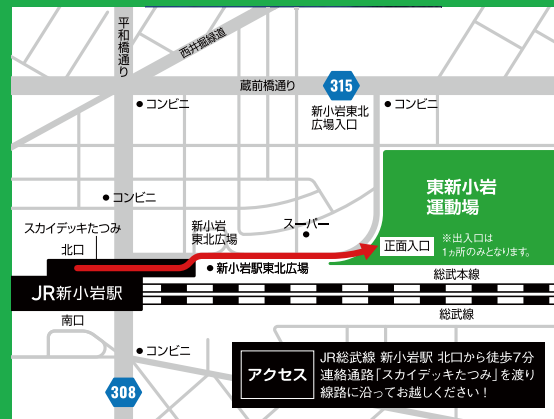 平和橋通り
西井堀緑道
蔵前橋通り
315
コンビニ
新小岩東北
広場入口
コンビニ
コンビニ
スカイデッキたつみ
北口
新小岩
東北広場
スーパー
東新小岩
運動場
正面入口
※出入口は
1ヵ所のみとなります。
新小岩駅東北広場
JR新小岩駅
総武本線
総武線
南口
コンビニ
308
アクセス
JR総武線 新小岩駅 北口から徒歩7分
連絡通路「スカイデッキたつみ」を渡り
線路に沿ってお越しください！